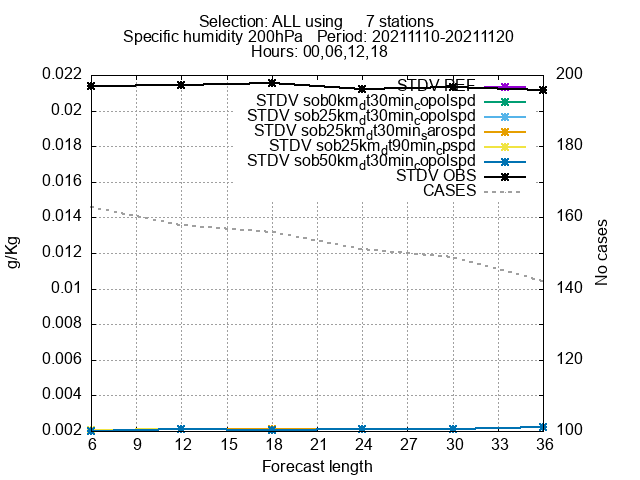 Selection: ALL using 7 stations
Specific humidity 200hPa Period: 20211110-20211120
Hours: 00,06,12,18
0.022
0.02
0.018
0.016
0.014
0.012
0.01
0.008
0.006
0.004
0.002
g/Kg
STDV REF
STDV sob0km_dt30min_copolspd
STDV sob25km_dt30min_copolspd
STDV sob25km_dt30min_sarospd
STDV sob25km_dt90min_cpspd
STDV sob50km_dt30min_copolspd
STDV OBS
CASES
200
180
160
140
120
100
No cases
6 9 12 15 18 21 24 27 30 33 36
Forecast length